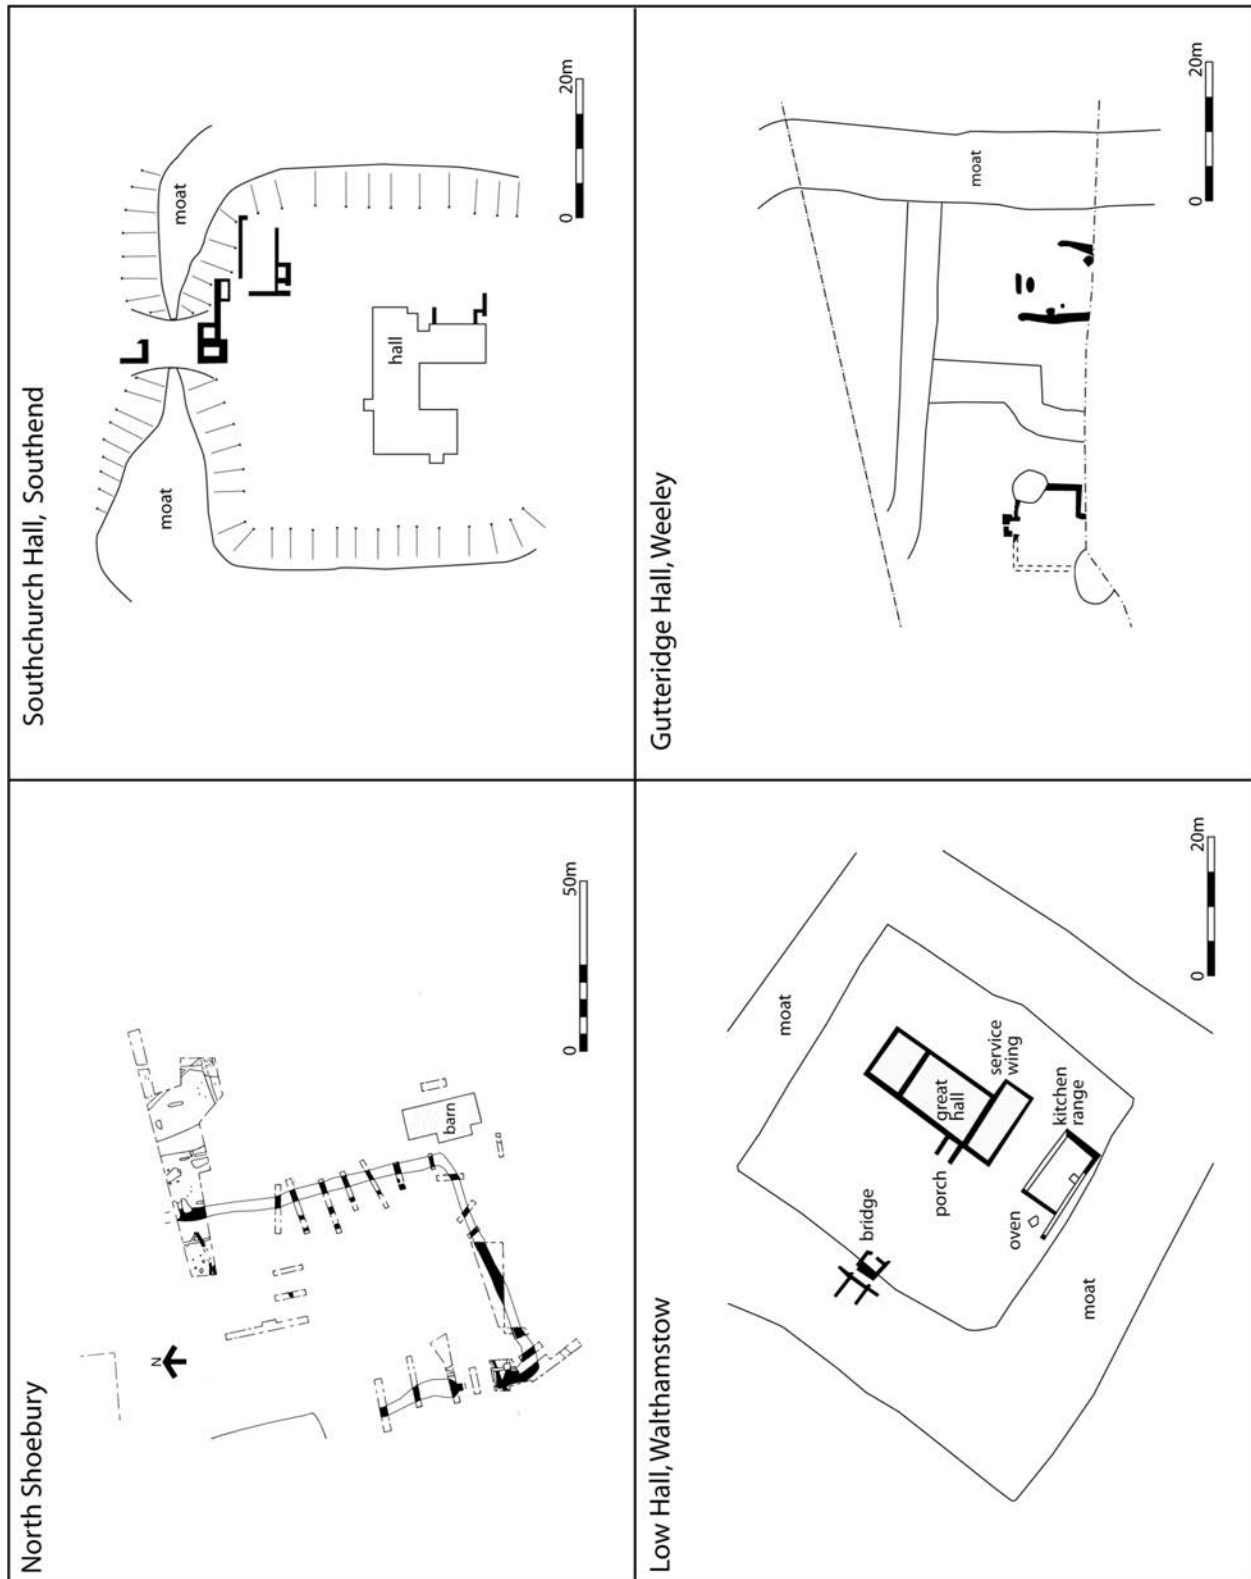 North Shoebury
N
barn
0
50m
Southchurch Hall, Southend
moat
moat
hall
0
20m
Low Hall, Walthamstow
moat
bridge
porch
great
hall
service
wing
oven
kitchen
range
moat
0
20m
Gutteridge Hall, Weeley
moat
0
20m